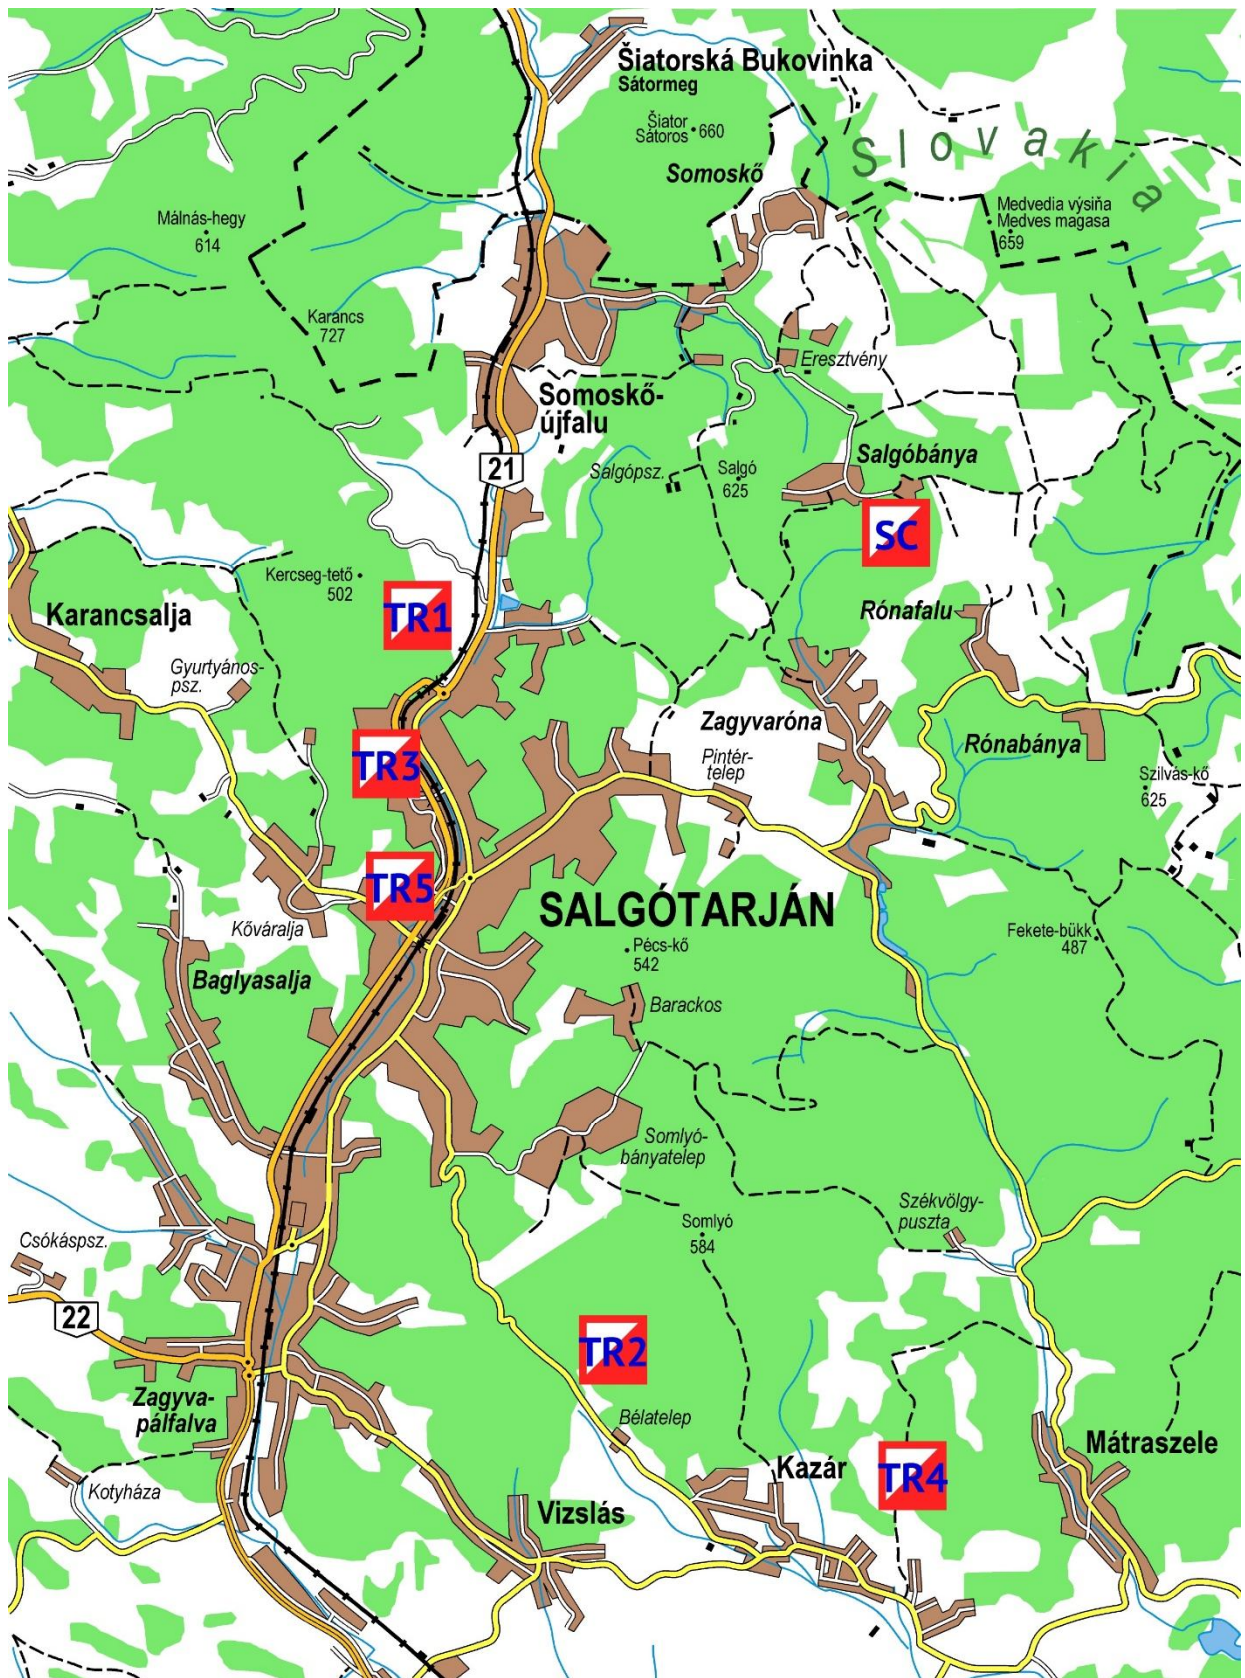 Šiatorská Bukovinka
Sátormeg
Šiator
Sátoros
660
Somoskő
Slovakia
Málnás-hegy
614
Medvedia výsiňa
Medves magasa
659
Karancs
727
Eresztvény
Somoskő-
újfalu
21
Salgópsz.
Salgó
625
Salgóbánya
SC
Kercseg-tető
502
TR1
Karancsalja
Rónafalu
Gyurtyános-
psz.
Zagyvaróna
Pintér-
telep
Rónabánya
TR3
Szilvás-kő
625
TR5
SALGÓTARJÁN
Kőváralja
Pécs-kő
542
Fekete-bükk
487
Baglyasalja
Barackos
Somlyó-
bányatelep
Székvölgy-
puszta
Csókáspsz.
Somlyó
584
22
TR2
Zagyva-
pálfalva
Bélatelep
Mátraszele
Kazár
TR4
Kotyháza
Vizslás